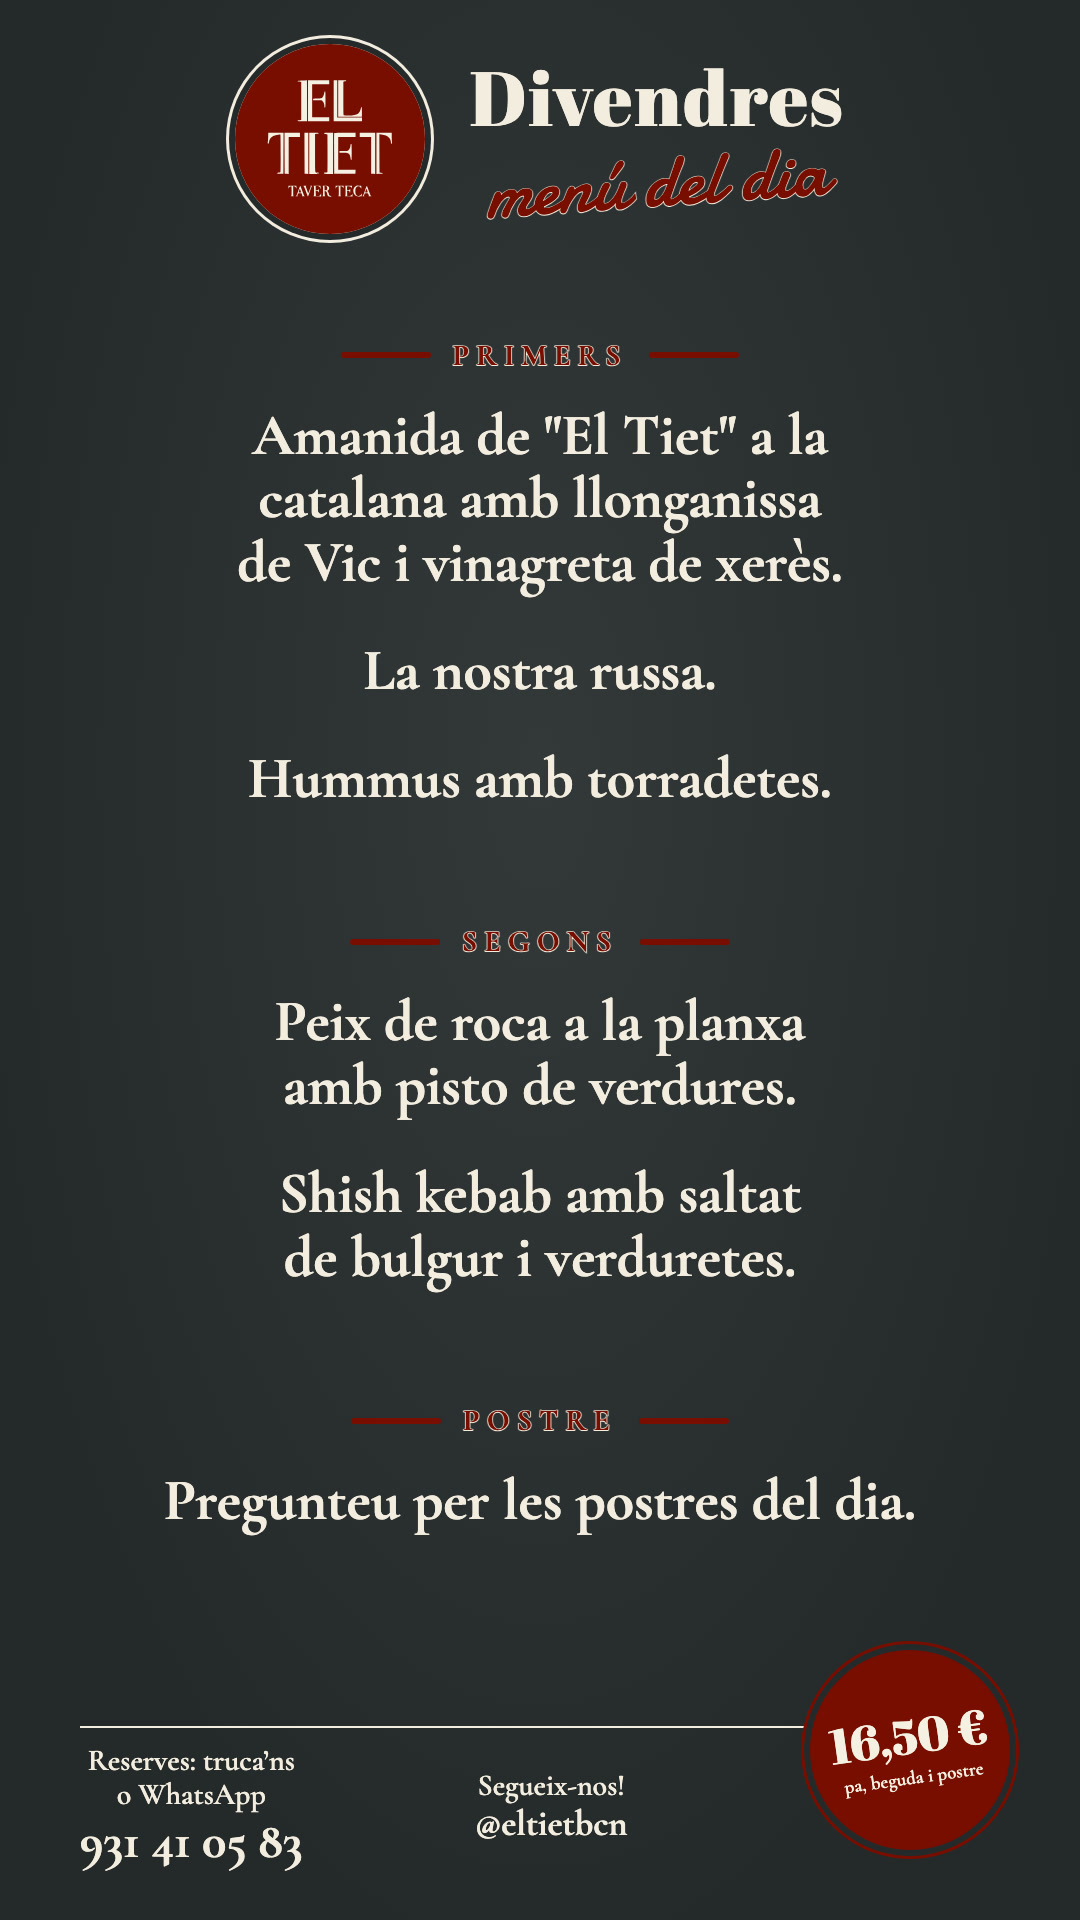 EL
TIET
TAVER TECA
Divendres
menú del dia
PRIMERS
Amanida de "El Tiet" a la
catalana amb llonganissa
de Vic i vinagreta de xerès.
La nostra russa.
Hummus amb torradetes.
SEGONS
Peix de roca a la planxa
amb pisto de verdures.
Shish kebab amb saltat
de bulgur i verduretes.
POSTRE
Pregunteu per les postres del dia.
Reserves: truca’ns
o WhatsApp
931 41 05 83
Segueix-nos!
@eltietbcn
16,50 €
pa, beguda i postre